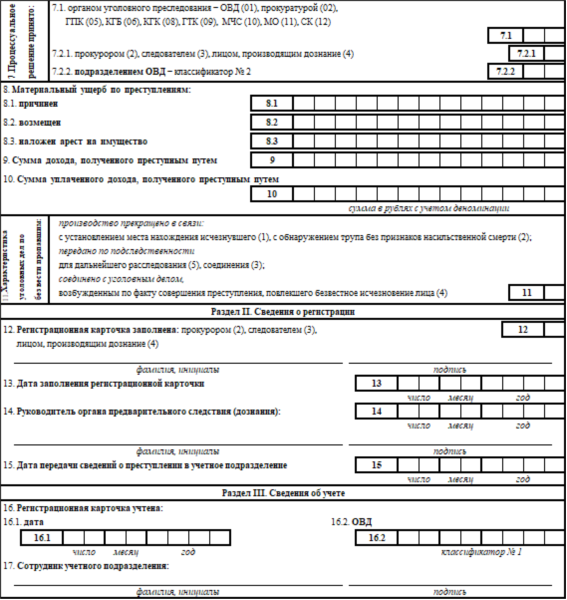 7. Процессуальное
решение принято:
7.1. органом уголовного преследования – ОВД (01), прокуратурой (02),
ГПК (05), КГБ (06), КГК (08), ГТК (09), МЧС (10), МО (11), СК (12)
7.1
7.2.1. прокурором (2), следователем (3), лицом, производящим дознание (4)
7.2.1
7.2.2. подразделением ОВД – классификатор № 2
7.2.2
8. Материальный ущерб по преступлениям:
8.1. причинен
8.1
8.2. возмещен
8.2
8.3. наложен арест на имущество
8.3
9. Сумма дохода, полученного преступным путем
9
10. Сумма уплаченного дохода, полученного преступным путем
10
сумма в рублях с учетом деноминации
11. Характеристика
уголовных дел по
без вести пропавшим:
производство прекращено в связи:
с установлением места нахождения исчезнувшего (1), с обнаружением трупа без признаков насильственной смерти (2);
передано по подследственности
для дальнейшего расследования (5), соединения (3);
соединено с уголовным делом,
возбужденным по факту совершения преступления, повлекшего безвестное исчезновение лица (4)
11
Раздел II. Сведения о регистрации
12. Регистрационная карточка заполнена: прокурором (2), следователем (3),
12
лицом, производящим дознание (4)
фамилия, инициалы
подпись
13. Дата заполнения регистрационной карточки
13
число месяц год
14. Руководитель органа предварительного следствия (дознания):
14
число месяц год
фамилия, инициалы
подпись
15. Дата передачи сведений о преступлении в учетное подразделение
15
число месяц год
Раздел III. Сведения об учете
16. Регистрационная карточка учтена:
16.1. дата
16.2. ОВД
16.1
16.2
число месяц год
классификатор № 1
17. Сотрудник учетного подразделения:
фамилия, инициалы
подпись